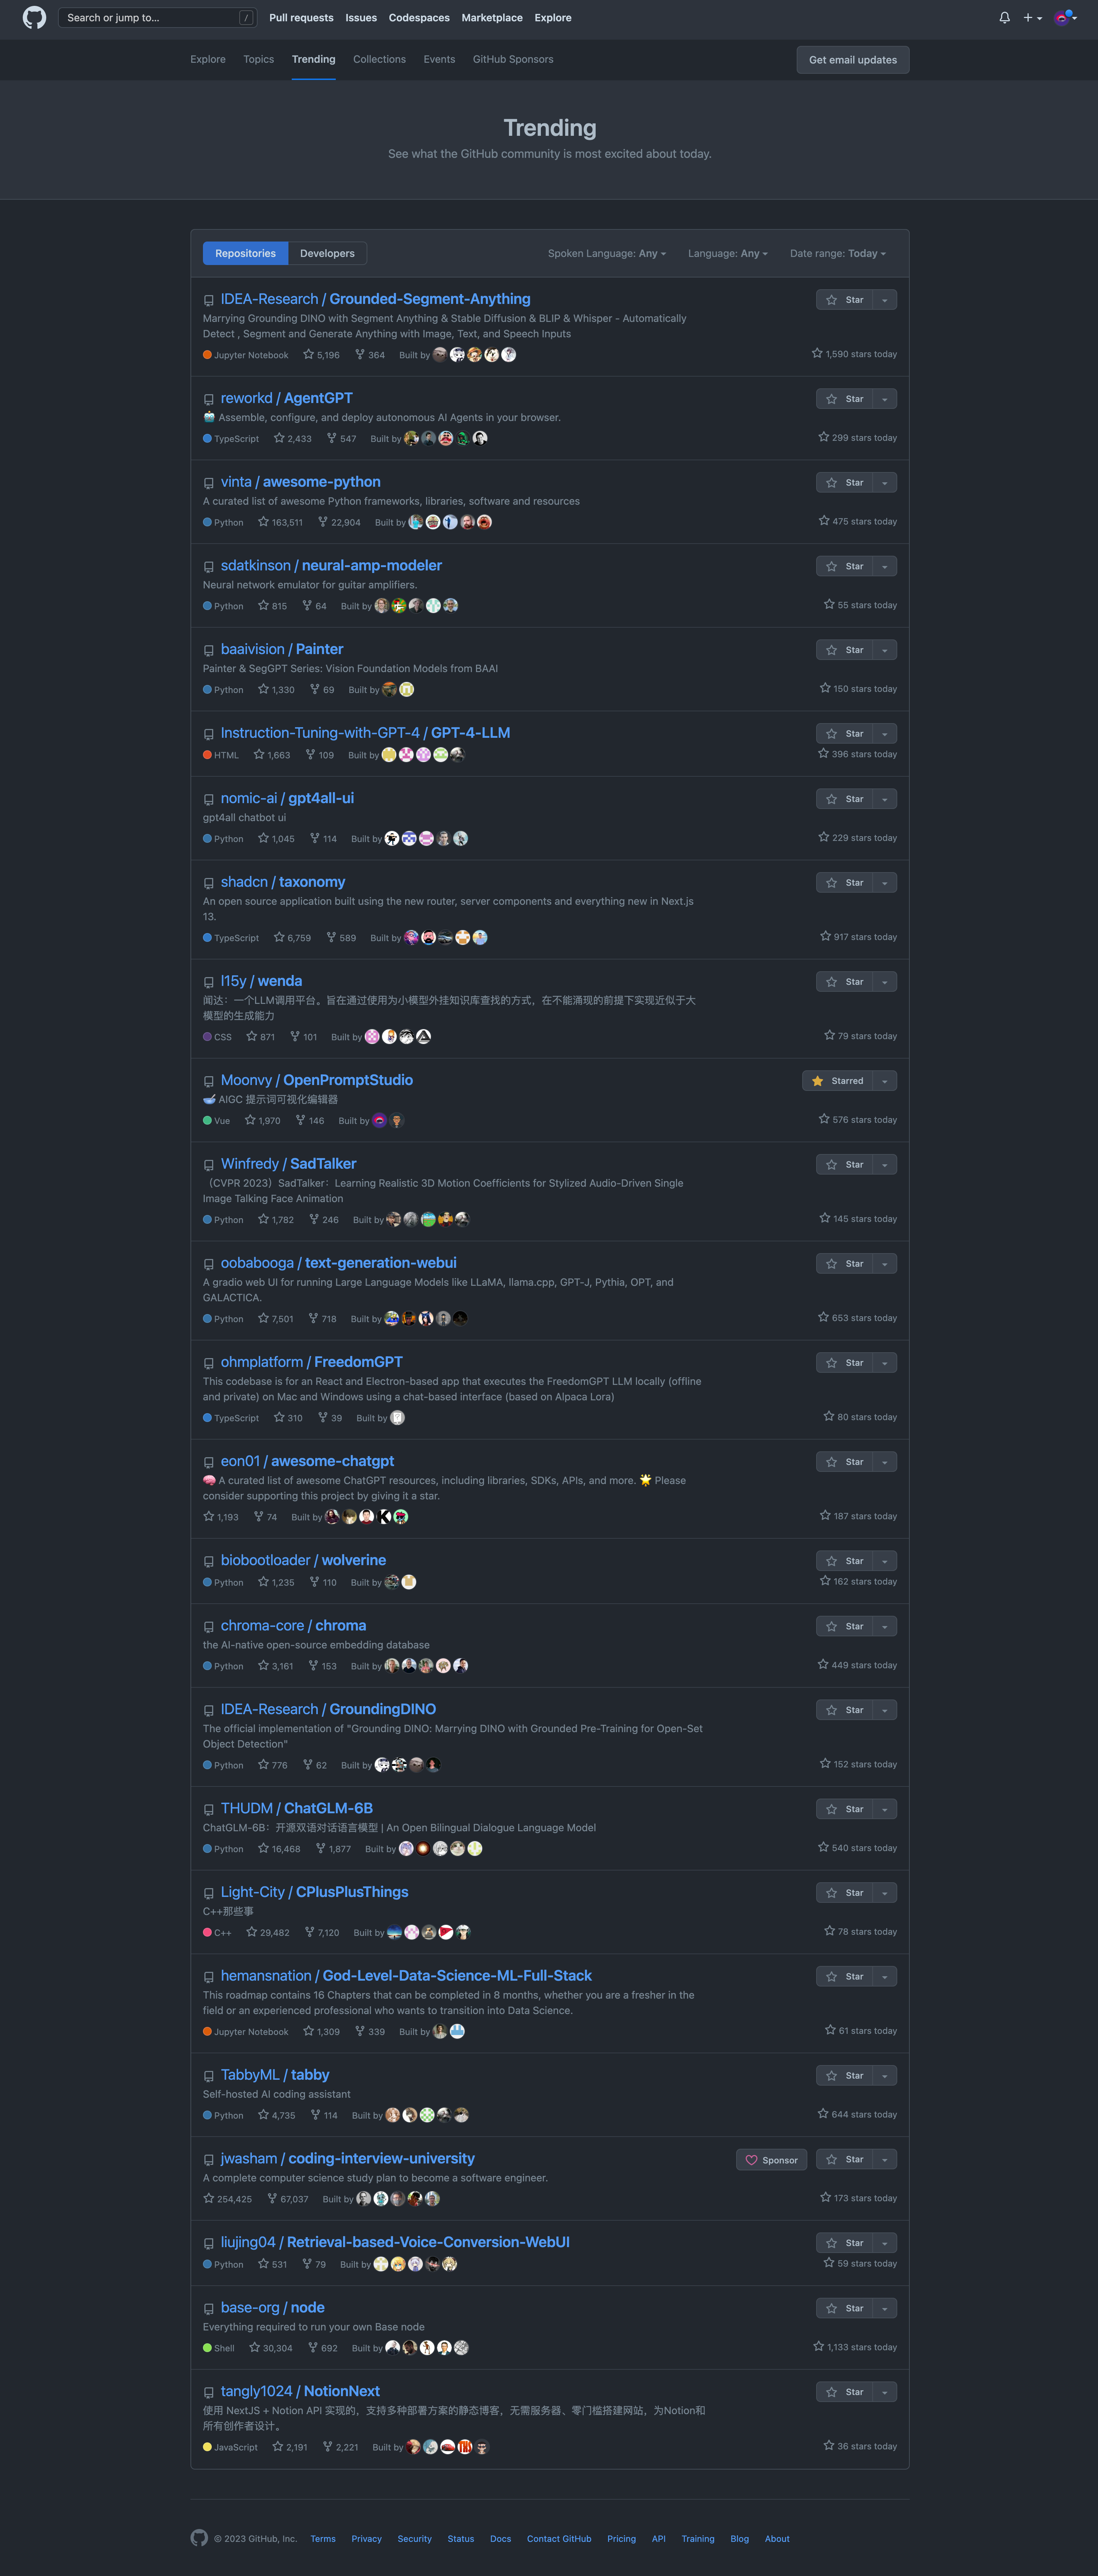 Search or jump to...
/
Pull requests Issues Codespaces Marketplace Explore
Explore Topics Trending Collections Events GitHub Sponsors
Get email updates
Trending
See what the GitHub community is most excited about today.
Repositories Developers
Spoken Language: Any Language: Any Date range: Today
IDEA-Research / Grounded-Segment-Anything
Star
Marrying Grounding DINO with Segment Anything & Stable Diffusion & BLIP & Whisper - Automatically
Detect , Segment and Generate Anything with Image, Text, and Speech Inputs
Jupyter Notebook 5,196 364 Built by 1,590 stars today
reworkd / AgentGPT
Star
🤖 Assemble, configure, and deploy autonomous AI Agents in your browser.
TypeScript 2,433 547 Built by 299 stars today
vinta / awesome-python
Star
A curated list of awesome Python frameworks, libraries, software and resources
Python 163,511 22,904 Built by 475 stars today
sdatkinson / neural-amp-modeler
Star
Neural network emulator for guitar amplifiers.
Python 815 64 Built by 55 stars today
baaivision / Painter
Star
Painter & SegGPT Series: Vision Foundation Models from BAAI
Python 1,330 69 Built by 150 stars today
Instruction-Tuning-with-GPT-4 / GPT-4-LLM
Star
HTML 1,663 109 Built by 396 stars today
nomic-ai / gpt4all-ui
Star
gpt4all chatbot ui
Python 1,045 114 Built by 229 stars today
shadcn / taxonomy
Star
An open source application built using the new router, server components and everything new in Next.js
13.
TypeScript 6,759 589 Built by 917 stars today
l15y / wenda
Star
闻达：一个LLM调用平台。旨在通过使用为小模型外挂知识库查找的方式，在不能涌现的前提下实现近似于大
模型的生成能力
CSS 871 101 Built by 79 stars today
Moonvy / OpenPromptStudio
Starred
🥣 AIGC 提示词可视化编辑器
Vue 1,970 146 Built by 576 stars today
Winfredy / SadTalker
Star
（CVPR 2023）SadTalker：Learning Realistic 3D Motion Coefficients for Stylized Audio-Driven Single
Image Talking Face Animation
Python 1,782 246 Built by 145 stars today
oobabooga / text-generation-webui
Star
A gradio web UI for running Large Language Models like LLaMA, llama.cpp, GPT-J, Pythia, OPT, and
GALACTICA.
Python 7,501 718 Built by 653 stars today
ohmplatform / FreedomGPT
Star
This codebase is for an React and Electron-based app that executes the FreedomGPT LLM locally (offline
and private) on Mac and Windows using a chat-based interface (based on Alpaca Lora)
TypeScript 310 39 Built by 80 stars today
eon01 / awesome-chatgpt
Star
🧠 A curated list of awesome ChatGPT resources, including libraries, SDKs, APIs, and more. 🌟 Please
consider supporting this project by giving it a star.
1,193 74 Built by 187 stars today
biobootloader / wolverine
Star
Python 1,235 110 Built by 162 stars today
chroma-core / chroma
Star
the AI-native open-source embedding database
Python 3,161 153 Built by 449 stars today
IDEA-Research / GroundingDINO
Star
The official implementation of "Grounding DINO: Marrying DINO with Grounded Pre-Training for Open-Set
Object Detection"
Python 776 62 Built by 152 stars today
THUDM / ChatGLM-6B
Star
ChatGLM-6B：开源双语对话语言模型 | An Open Bilingual Dialogue Language Model
Python 16,468 1,877 Built by 540 stars today
Light-City / CPlusPlusThings
Star
C++那些事
C++ 29,482 7,120 Built by 78 stars today
hemansnation / God-Level-Data-Science-ML-Full-Stack
Star
This roadmap contains 16 Chapters that can be completed in 8 months, whether you are a fresher in the
field or an experienced professional who wants to transition into Data Science.
Jupyter Notebook 1,309 339 Built by 61 stars today
TabbyML / tabby
Star
Self-hosted AI coding assistant
Python 4,735 114 Built by 644 stars today
jwasham / coding-interview-university
Sponsor Star
A complete computer science study plan to become a software engineer.
254,425 67,037 Built by 173 stars today
liujing04 / Retrieval-based-Voice-Conversion-WebUI
Star
Python 531 79 Built by 59 stars today
base-org / node
Star
Everything required to run your own Base node
Shell 30,304 692 Built by 1,133 stars today
tangly1024 / NotionNext
Star
使用 NextJS + Notion API 实现的，支持多种部署方案的静态博客，无需服务器、零门槛搭建网站，为Notion和
所有创作者设计。
JavaScript 2,191 2,221 Built by 36 stars today
© 2023 GitHub, Inc. Terms Privacy Security Status Docs Contact GitHub Pricing API Training Blog About